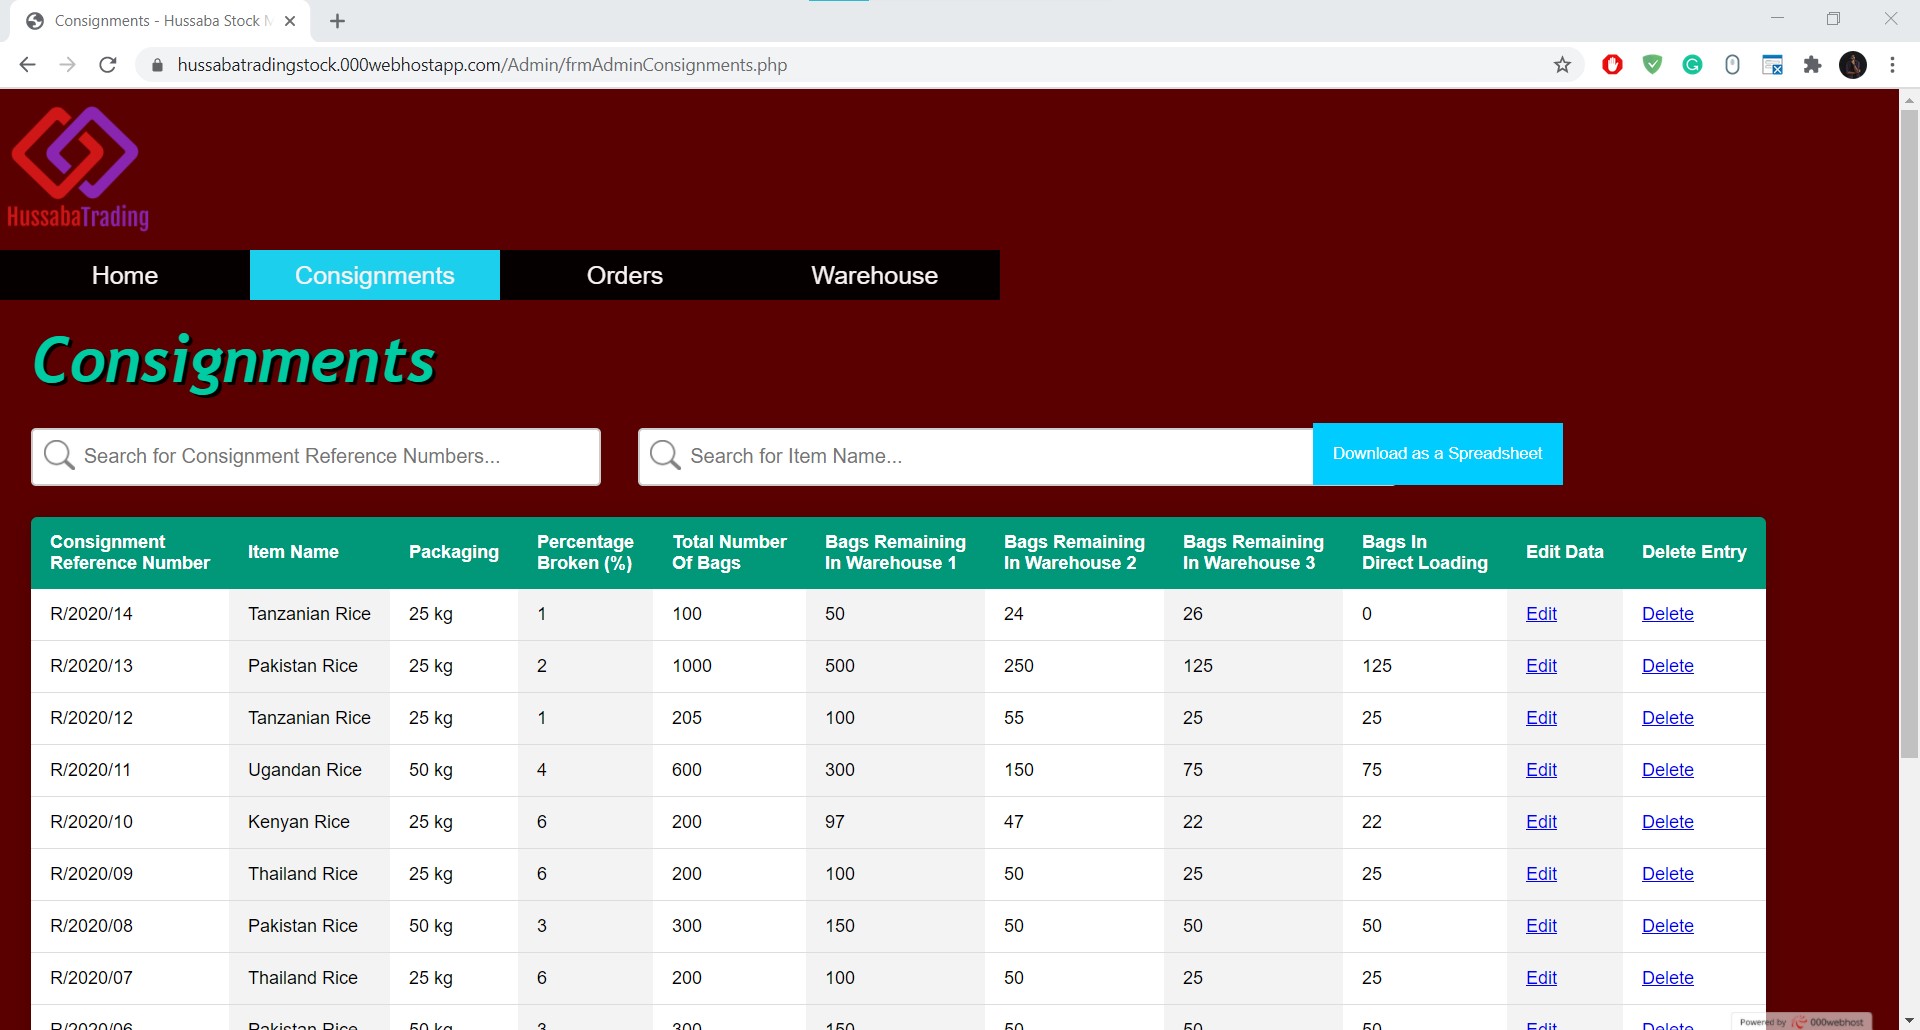 Consignments - Hussaba Stock M
hussabatradingstock.000webhostapp.com/Admin/frmAdminConsignments.php
HussabaTrading
Home Consignments Orders Warehouse
Consignments
Search for Consignment Reference Numbers... Search for Item Name... Download as a Spreadsheet
Consignment Reference Number Item Name Packaging Percentage Broken (%) Total Number Of Bags Bags Remaining In Warehouse 1 Bags Remaining In Warehouse 2 Bags Remaining In Warehouse 3 Bags In Direct Loading Edit Data Delete Entry
R/2020/14 Tanzanian Rice 25 kg 1 100 50 24 26 0 Edit Delete
R/2020/13 Pakistan Rice 25 kg 2 1000 500 250 125 125 Edit Delete
R/2020/12 Tanzanian Rice 25 kg 1 205 100 55 25 25 Edit Delete
R/2020/11 Ugandan Rice 50 kg 4 600 300 150 75 75 Edit Delete
R/2020/10 Kenyan Rice 25 kg 6 200 97 47 22 22 Edit Delete
R/2020/09 Thailand Rice 25 kg 6 200 100 50 25 25 Edit Delete
R/2020/08 Pakistan Rice 50 kg 3 300 150 50 50 50 Edit Delete
R/2020/07 Thailand Rice 25 kg 6 200 100 50 25 25 Edit Delete
R/2020/06 Pakistan Rice 50 kg 3 300 150 50 50 50 Edit Delete
Powered by 000webhost